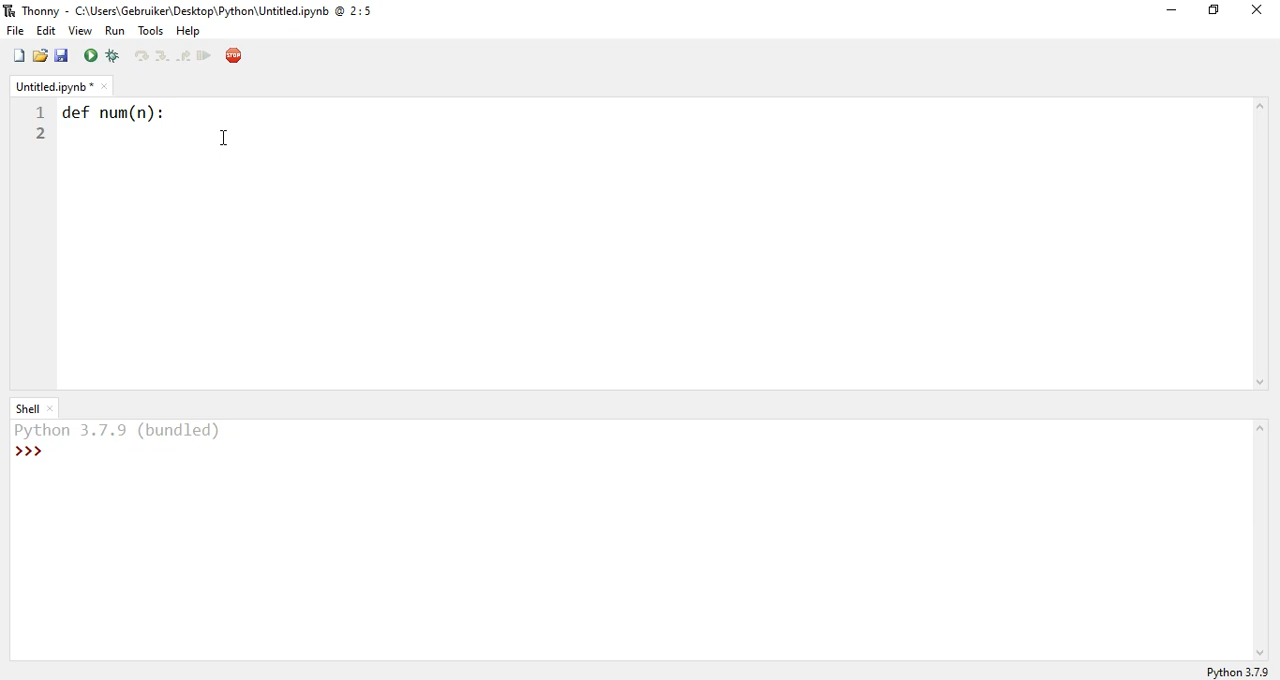 Thonny - C:\Users\Gebruiker\Desktop\Python\Untitled.ipynb @ 2:5
File Edit View Run Tools Help
STOP
Untitled.ipynb * ×
1 def num(n):
2
Shell ×
Python 3.7.9 (bundled)
>>>
Python 3.7.9